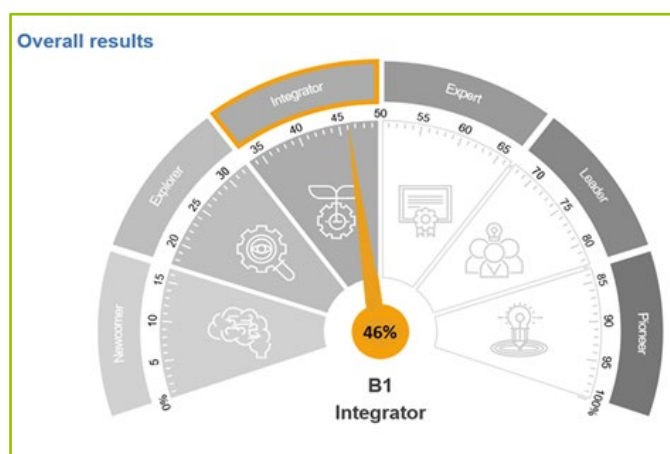 Overall results
Newcomer
Explorer
Integrator
Expert
Leader
Pioneer
0%
5
10
15
20
25
30
35
40
45
50
55
60
65
70
75
80
85
90
95
100%
46%
B1
Integrator